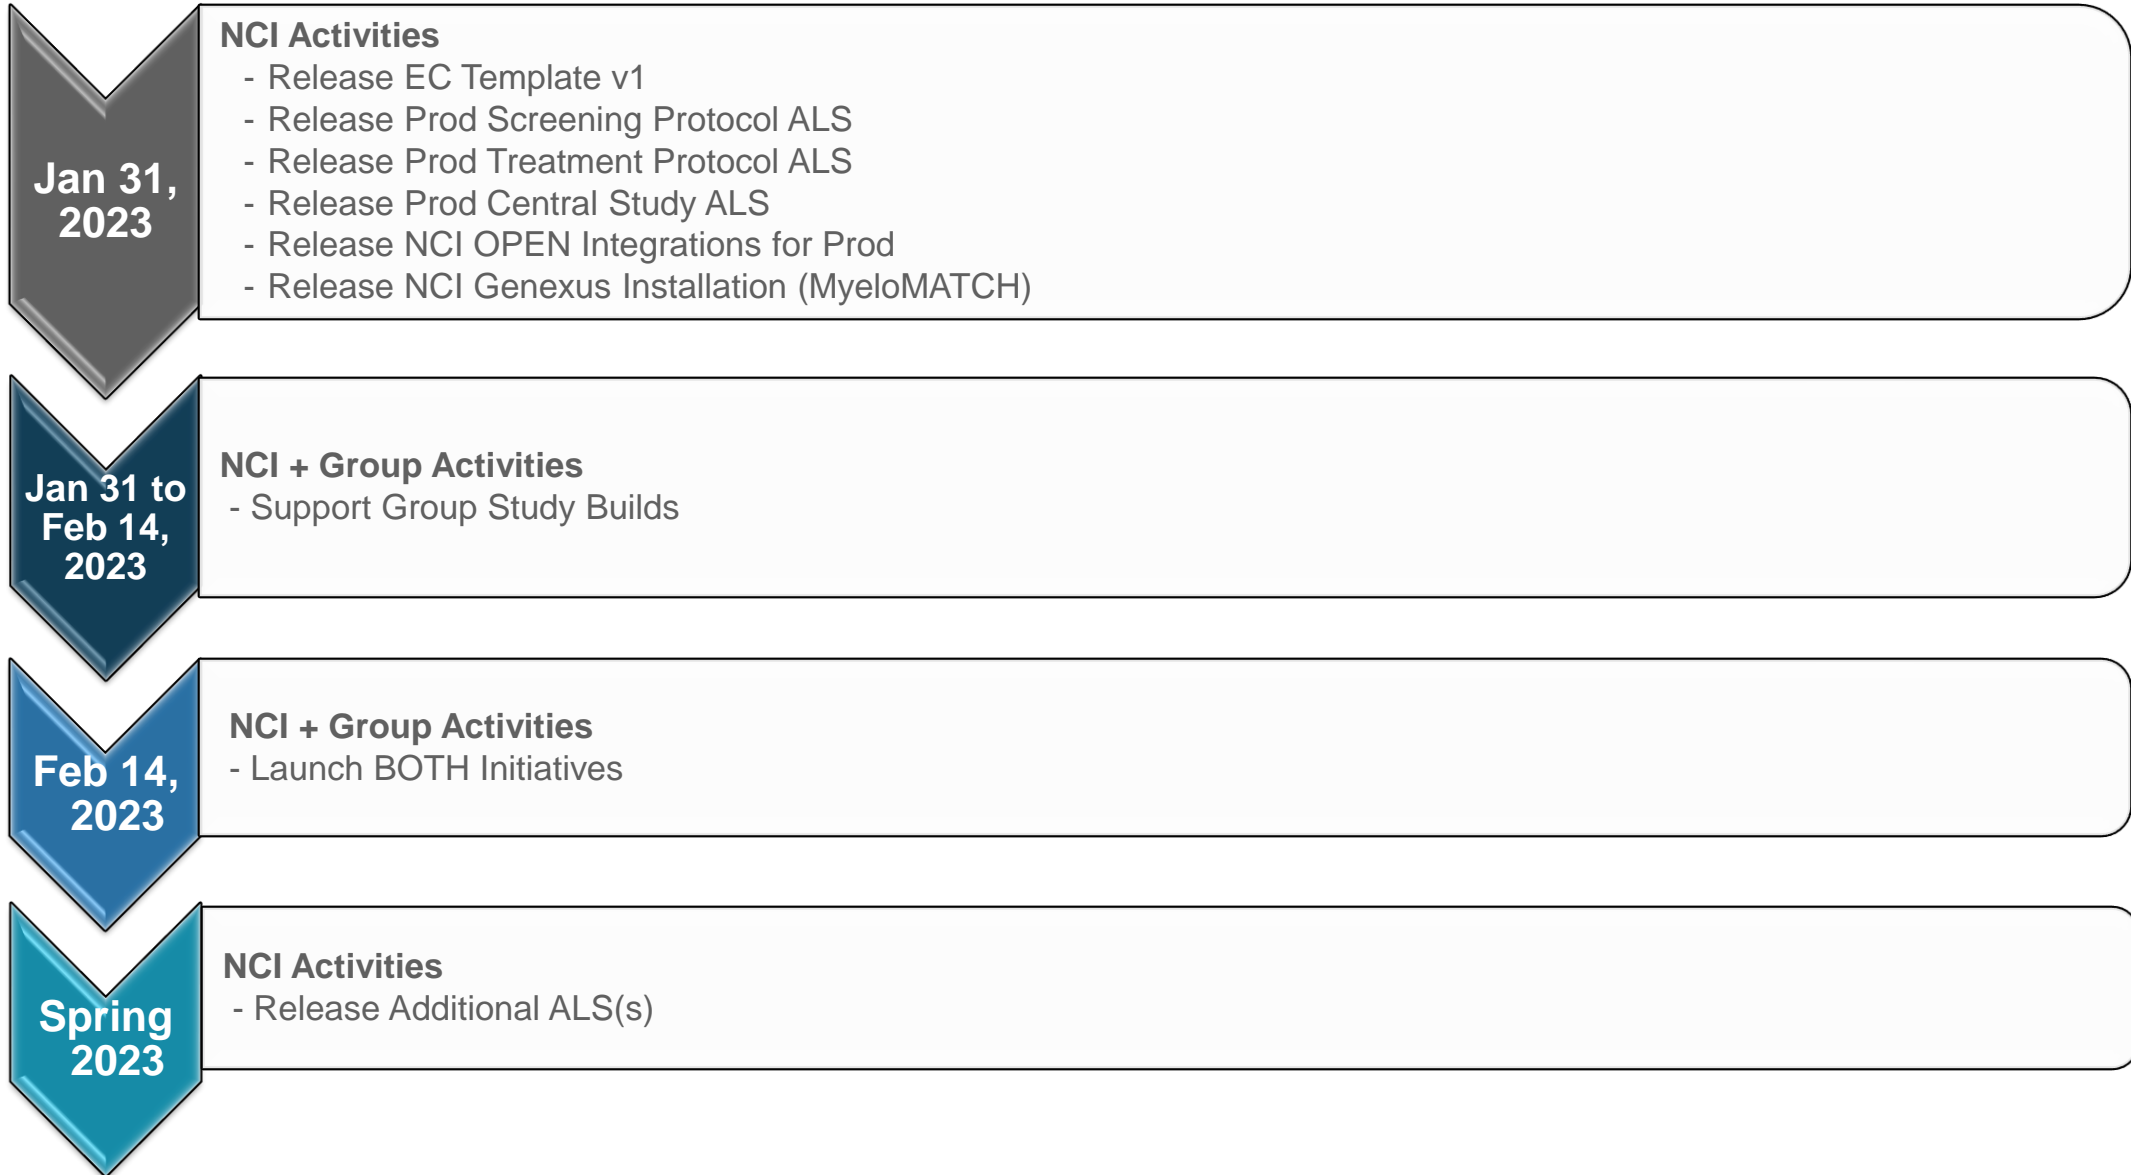 Jan 31,
2023
NCI Activities
- Release EC Template v1
- Release Prod Screening Protocol ALS
- Release Prod Treatment Protocol ALS
- Release Prod Central Study ALS
- Release NCI OPEN Integrations for Prod
- Release NCI Genexus Installation (MyeloMATCH)
Jan 31 to
Feb 14,
2023
NCI + Group Activities
- Support Group Study Builds
Feb 14,
2023
NCI + Group Activities
- Launch BOTH Initiatives
Spring
2023
NCI Activities
- Release Additional ALS(s)